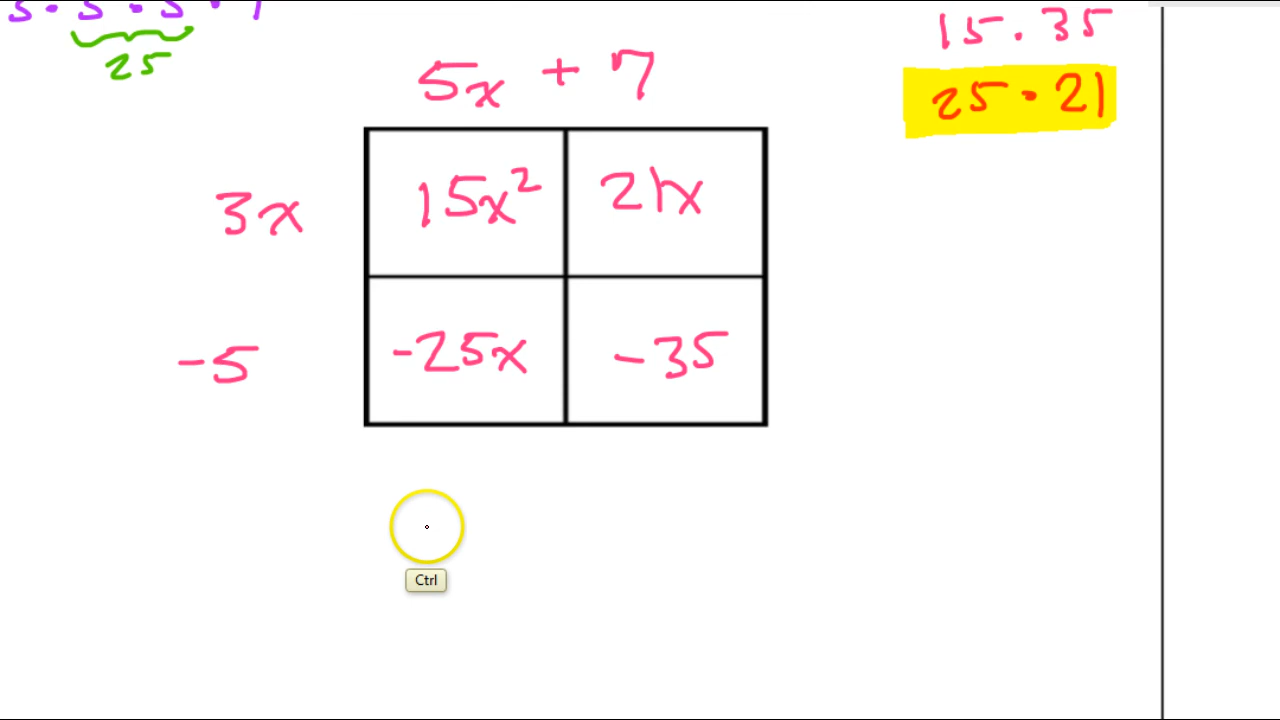 25
15 · 35
25 · 21
5x + 7
3x 15x² 21x
-5 -25x -35
Ctrl